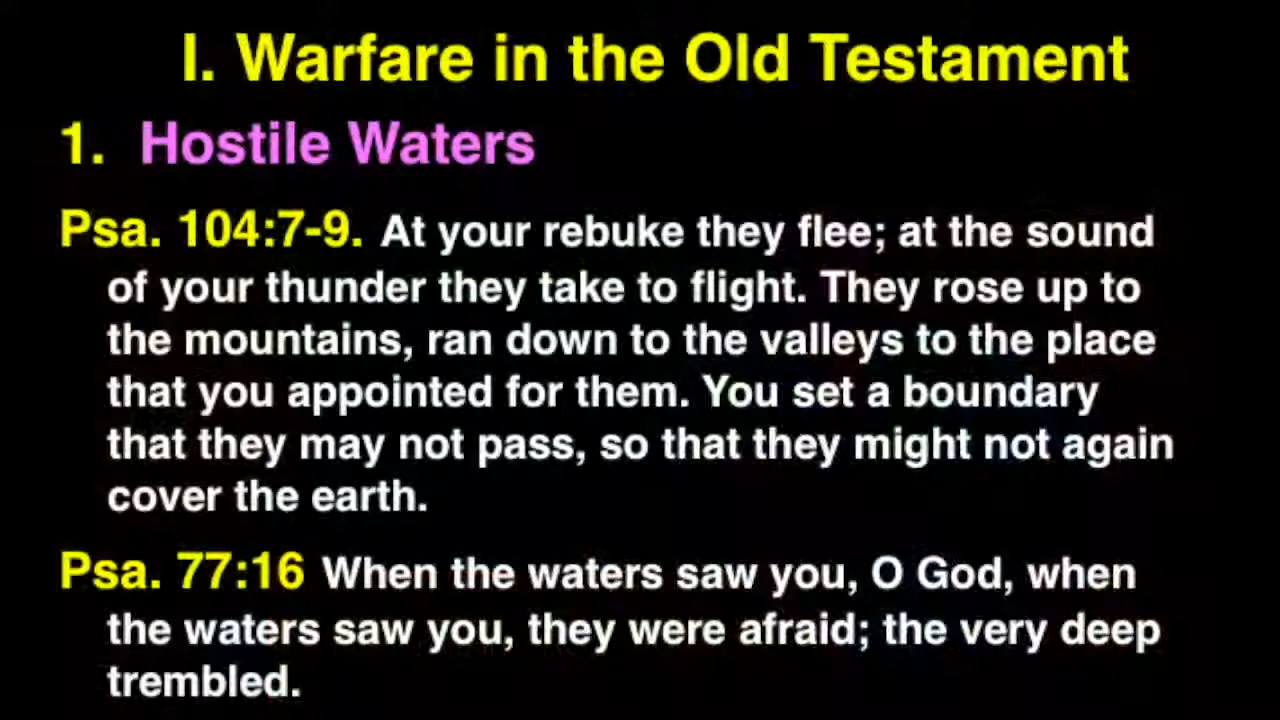 I. Warfare in the Old Testament
1. Hostile Waters
Psa. 104:7-9. At your rebuke they flee; at the sound
of your thunder they take to flight. They rose up to
the mountains, ran down to the valleys to the place
that you appointed for them. You set a boundary
that they may not pass, so that they might not again
cover the earth.
Psa. 77:16 When the waters saw you, O God, when
the waters saw you, they were afraid; the very deep
trembled.